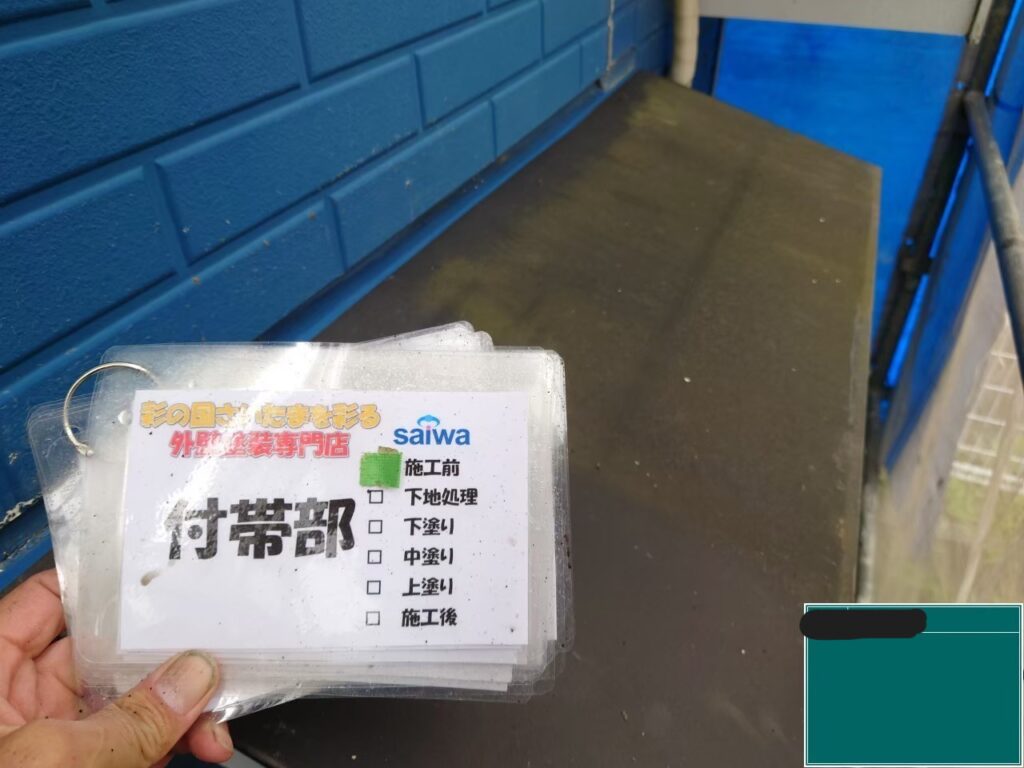 彩の国さいたまを彩る
外壁塗装専門店
saiwa
付帯部
施工前
□ 下地処理
□ 下塗り
□ 中塗り
□ 上塗り
□ 施工後